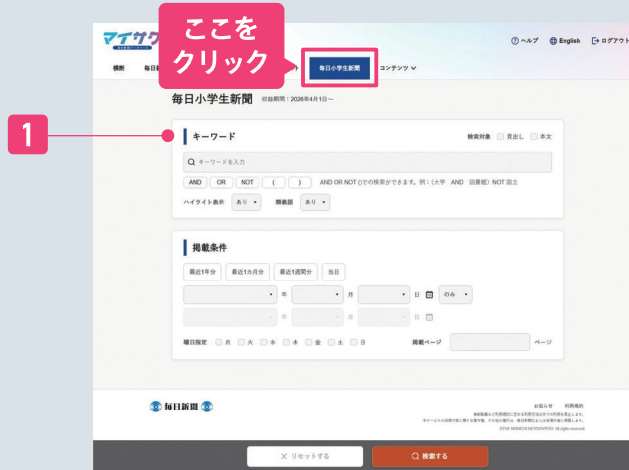 マイサク
ここを
クリック
ヘルプ English ログアウト
横断 毎日 ト 毎日小学生新聞 コンテンツ
毎日小学生新聞 収録期間：2026年4月1日～
1
キーワード 検索対象 見出し 本文
キーワードを入力
AND OR NOT ( ) AND OR NOT ()での検索ができます。例：(大学 AND 図書館) NOT 国立
ハイライト表示 あり 類義語 あり
掲載条件
最近1年分 最近1カ月分 最近1週間分 当日
年 月 日 のみ
年 月 日
曜日指定 月 火 水 木 金 土 日 掲載ページ ページ
毎日新聞 お知らせ 利用規約
リセットする 検索する